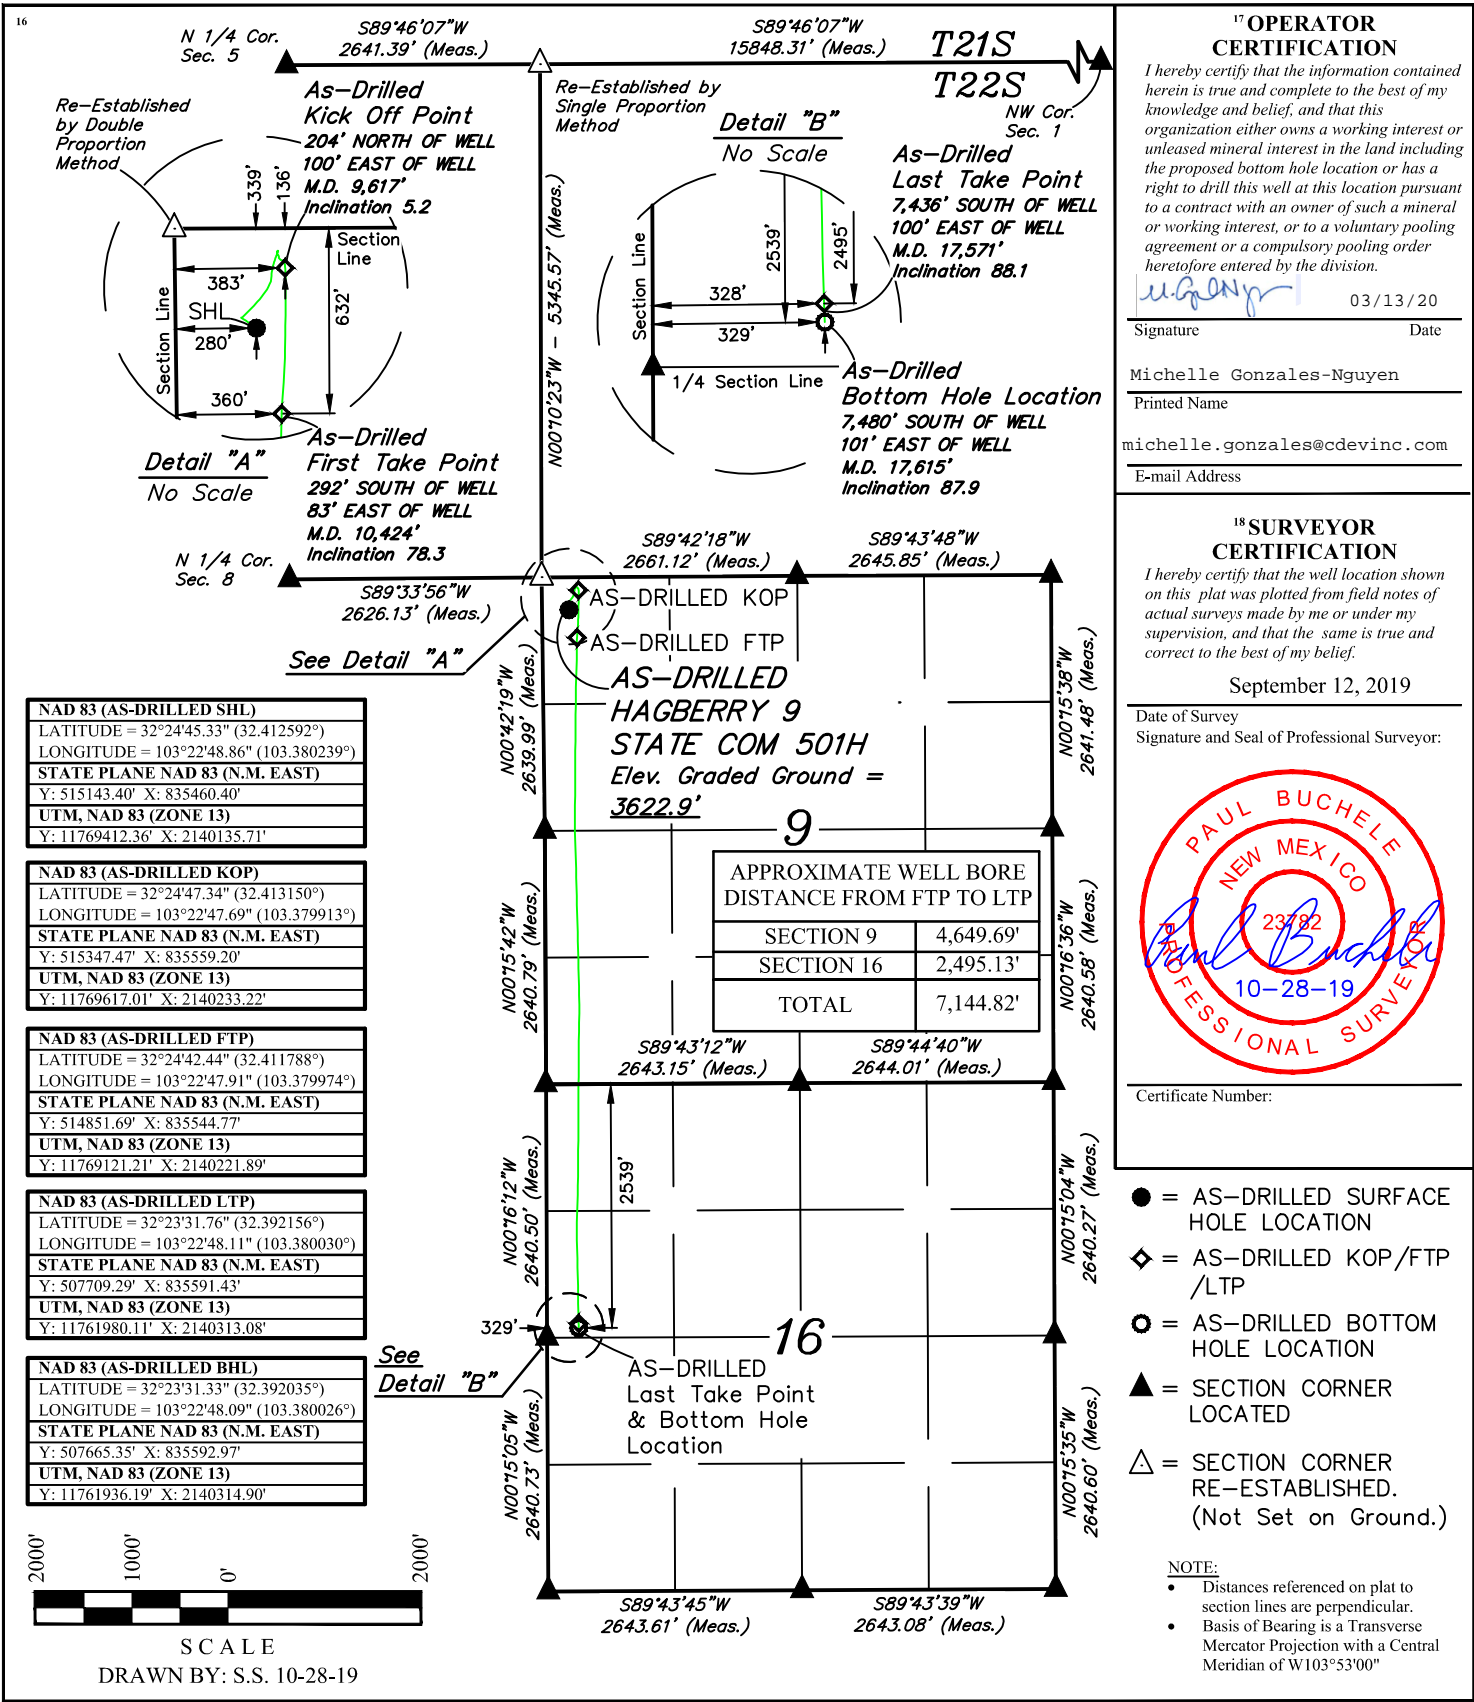 16
N 1/4 Cor.
Sec. 5
S89°46'07"W
2641.39' (Meas.)
S89°46'07"W
15848.31' (Meas.)
T21S
T22S
NW Cor.
Sec. 1
Re-Established
by Double
Proportion
Method
As-Drilled
Kick Off Point
204' NORTH OF WELL
100' EAST OF WELL
M.D. 9,617'
Inclination 5.2
Re-Established by
Single Proportion
Method
Detail "B"
No Scale
As-Drilled
Last Take Point
7,436' SOUTH OF WELL
100' EAST OF WELL
M.D. 17,571'
Inclination 88.1
339'
136'
Section
Line
383'
SHL
280'
632'
360'
Section Line
As-Drilled
First Take Point
292' SOUTH OF WELL
83' EAST OF WELL
M.D. 10,424'
Inclination 78.3
Detail "A"
No Scale
N00°10'23"W - 5345.57' (Meas.)
2539'
2495'
328'
329'
Section Line
1/4 Section Line
As-Drilled
Bottom Hole Location
7,480' SOUTH OF WELL
101' EAST OF WELL
M.D. 17,615'
Inclination 87.9
N 1/4 Cor.
Sec. 8
S89°33'56"W
2626.13' (Meas.)
S89°42'18"W
2661.12' (Meas.)
S89°43'48"W
2645.85' (Meas.)
AS-DRILLED KOP
AS-DRILLED FTP
See Detail "A"
AS-DRILLED
HAGBERRY 9
STATE COM 501H
Elev. Graded Ground =
3622.9'
N00°42'19"W
2639.99' (Meas.)
N00°15'38"W
2641.48' (Meas.)
9
APPROXIMATE WELL BORE
DISTANCE FROM FTP TO LTP
SECTION 9 4,649.69'
SECTION 16 2,495.13'
TOTAL 7,144.82'
N00°15'42"W
2640.79' (Meas.)
N00°16'36"W
2640.58' (Meas.)
S89°43'12"W
2643.15' (Meas.)
S89°44'40"W
2644.01' (Meas.)
2539'
N00°16'12"W
2640.50' (Meas.)
N00°15'04"W
2640.27' (Meas.)
329'
16
See
Detail "B"
AS-DRILLED
Last Take Point
& Bottom Hole
Location
N00°15'05"W
2640.73' (Meas.)
N00°15'35"W
2640.60' (Meas.)
S89°43'45"W
2643.61' (Meas.)
S89°43'39"W
2643.08' (Meas.)
NAD 83 (AS-DRILLED SHL)
LATITUDE = 32°24'45.33" (32.412592°)
LONGITUDE = 103°22'48.86" (103.380239°)
STATE PLANE NAD 83 (N.M. EAST)
Y: 515143.40' X: 835460.40'
UTM, NAD 83 (ZONE 13)
Y: 11769412.36' X: 2140135.71'
NAD 83 (AS-DRILLED KOP)
LATITUDE = 32°24'47.34" (32.413150°)
LONGITUDE = 103°22'47.69" (103.379913°)
STATE PLANE NAD 83 (N.M. EAST)
Y: 515347.47' X: 835559.20'
UTM, NAD 83 (ZONE 13)
Y: 11769617.01' X: 2140233.22'
NAD 83 (AS-DRILLED FTP)
LATITUDE = 32°24'42.44" (32.411788°)
LONGITUDE = 103°22'47.91" (103.379974°)
STATE PLANE NAD 83 (N.M. EAST)
Y: 514851.69' X: 835544.77'
UTM, NAD 83 (ZONE 13)
Y: 11769121.21' X: 2140221.89'
NAD 83 (AS-DRILLED LTP)
LATITUDE = 32°23'31.76" (32.392156°)
LONGITUDE = 103°22'48.11" (103.380030°)
STATE PLANE NAD 83 (N.M. EAST)
Y: 507709.29' X: 835591.43'
UTM, NAD 83 (ZONE 13)
Y: 11761980.11' X: 2140313.08'
NAD 83 (AS-DRILLED BHL)
LATITUDE = 32°23'31.33" (32.392035°)
LONGITUDE = 103°22'48.09" (103.380026°)
STATE PLANE NAD 83 (N.M. EAST)
Y: 507665.35' X: 835592.97'
UTM, NAD 83 (ZONE 13)
Y: 11761936.19' X: 2140314.90'
2000'
1000'
0'
2000'
SCALE
DRAWN BY: S.S. 10-28-19
17 OPERATOR
CERTIFICATION
I hereby certify that the information contained
herein is true and complete to the best of my
knowledge and belief, and that this
organization either owns a working interest or
unleased mineral interest in the land including
the proposed bottom hole location or has a
right to drill this well at this location pursuant
to a contract with an owner of such a mineral
or working interest, or to a voluntary pooling
agreement or a compulsory pooling order
heretofore entered by the division.
03/13/20
Signature Date
Michelle Gonzales-Nguyen
Printed Name
michelle.gonzales@cdevinc.com
E-mail Address
18 SURVEYOR
CERTIFICATION
I hereby certify that the well location shown
on this plat was plotted from field notes of
actual surveys made by me or under my
supervision, and that the same is true and
correct to the best of my belief.
September 12, 2019
Date of Survey
Signature and Seal of Professional Surveyor:
PAUL BUCHELE
NEW MEXICO
23782
Paul Buchele
10-28-19
PROFESSIONAL SURVEYOR
Certificate Number:
= AS-DRILLED SURFACE
HOLE LOCATION
= AS-DRILLED KOP/FTP
/LTP
= AS-DRILLED BOTTOM
HOLE LOCATION
= SECTION CORNER
LOCATED
= SECTION CORNER
RE-ESTABLISHED.
(Not Set on Ground.)
NOTE:
• Distances referenced on plat to
section lines are perpendicular.
• Basis of Bearing is a Transverse
Mercator Projection with a Central
Meridian of W103°53'00"